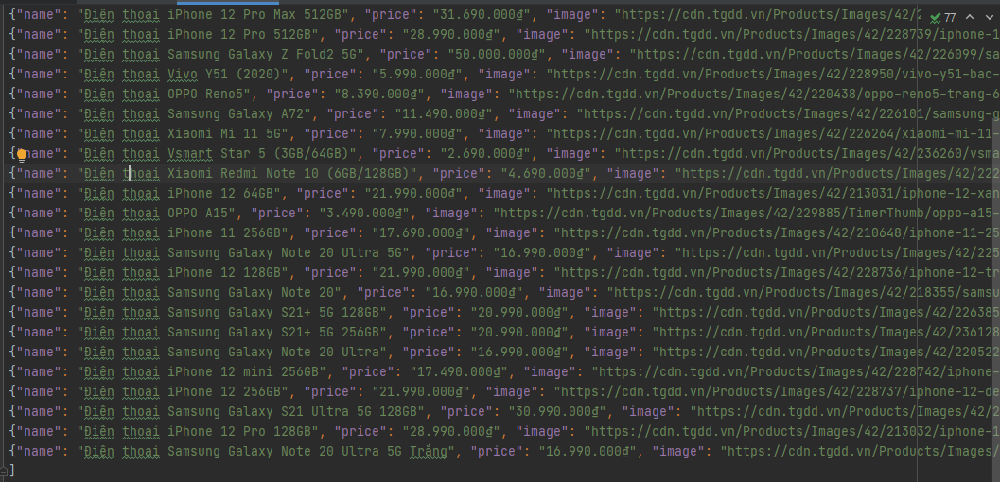 {"name": "Điện thoại iPhone 12 Pro Max 512GB", "price": "31.690.000₫", "image": "https://cdn.tgdd.vn/Products/Images/42/2 77
{"name": "Điện thoại iPhone 12 Pro 512GB", "price": "28.990.000₫", "image": "https://cdn.tgdd.vn/Products/Images/42/228739/iphone-1
{"name": "Điện thoại Samsung Galaxy Z Fold2 5G", "price": "50.000.000₫", "image": "https://cdn.tgdd.vn/Products/Images/42/226099/sa
{"name": "Điện thoại Vivo Y51 (2020)", "price": "5.990.000₫", "image": "https://cdn.tgdd.vn/Products/Images/42/228950/vivo-y51-bac-
{"name": "Điện thoại OPPO Reno5", "price": "8.390.000₫", "image": "https://cdn.tgdd.vn/Products/Images/42/220438/oppo-reno5-trang-6
{"name": "Điện thoại Samsung Galaxy A72", "price": "11.490.000₫", "image": "https://cdn.tgdd.vn/Products/Images/42/226101/samsung-g
{"name": "Điện thoại Xiaomi Mi 11 5G", "price": "7.990.000₫", "image": "https://cdn.tgdd.vn/Products/Images/42/226264/xiaomi-mi-11-
{"name": "Điện thoại Vsmart Star 5 (3GB/64GB)", "price": "2.690.000₫", "image": "https://cdn.tgdd.vn/Products/Images/42/236260/vsma
{"name": "Điện thoại Xiaomi Redmi Note 10 (6GB/128GB)", "price": "4.690.000₫", "image": "https://cdn.tgdd.vn/Products/Images/42/222
{"name": "Điện thoại iPhone 12 64GB", "price": "21.990.000₫", "image": "https://cdn.tgdd.vn/Products/Images/42/213031/iphone-12-xan
{"name": "Điện thoại OPPO A15", "price": "3.490.000₫", "image": "https://cdn.tgdd.vn/Products/Images/42/229885/TimerThumb/oppo-a15-
{"name": "Điện thoại iPhone 11 256GB", "price": "17.690.000₫", "image": "https://cdn.tgdd.vn/Products/Images/42/210648/iphone-11-25
{"name": "Điện thoại Samsung Galaxy Note 20 Ultra 5G", "price": "16.990.000₫", "image": "https://cdn.tgdd.vn/Products/Images/42/225
{"name": "Điện thoại iPhone 12 128GB", "price": "21.990.000₫", "image": "https://cdn.tgdd.vn/Products/Images/42/228736/iphone-12-tr
{"name": "Điện thoại Samsung Galaxy Note 20", "price": "16.990.000₫", "image": "https://cdn.tgdd.vn/Products/Images/42/218355/samsu
{"name": "Điện thoại Samsung Galaxy S21+ 5G 128GB", "price": "20.990.000₫", "image": "https://cdn.tgdd.vn/Products/Images/42/226385
{"name": "Điện thoại Samsung Galaxy S21+ 5G 256GB", "price": "20.990.000₫", "image": "https://cdn.tgdd.vn/Products/Images/42/236128
{"name": "Điện thoại Samsung Galaxy Note 20 Ultra", "price": "16.990.000₫", "image": "https://cdn.tgdd.vn/Products/Images/42/220522
{"name": "Điện thoại iPhone 12 mini 256GB", "price": "17.490.000₫", "image": "https://cdn.tgdd.vn/Products/Images/42/228742/iphone-
{"name": "Điện thoại iPhone 12 256GB", "price": "21.990.000₫", "image": "https://cdn.tgdd.vn/Products/Images/42/228737/iphone-12-de
{"name": "Điện thoại Samsung Galaxy S21 Ultra 5G 128GB", "price": "30.990.000₫", "image": "https://cdn.tgdd.vn/Products/Images/42/2
{"name": "Điện thoại iPhone 12 Pro 128GB", "price": "28.990.000₫", "image": "https://cdn.tgdd.vn/Products/Images/42/213032/iphone-1
{"name": "Điện thoại Samsung Galaxy Note 20 Ultra 5G Trắng", "price": "16.990.000₫", "image": "https://cdn.tgdd.vn/Products/Images/
]